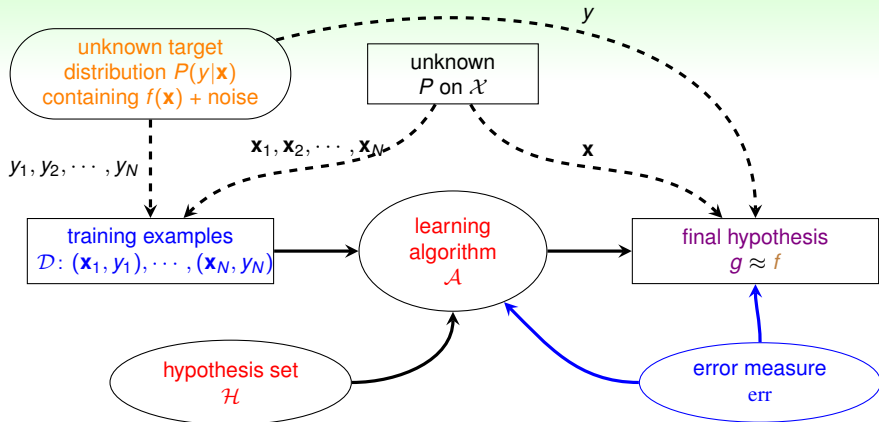 y
unknown target
distribution P(y|𝐱)
containing f(𝐱) + noise
unknown
P on 𝒳
y₁, y₂, ⋯ , y_N
𝐱₁, 𝐱₂, ⋯ , 𝐱_N
𝐱
training examples
𝒟: (𝐱₁, y₁), ⋯ , (𝐱_N, y_N)
learning
algorithm
𝒜
final hypothesis
g ≈ f
hypothesis set
ℋ
error measure
err